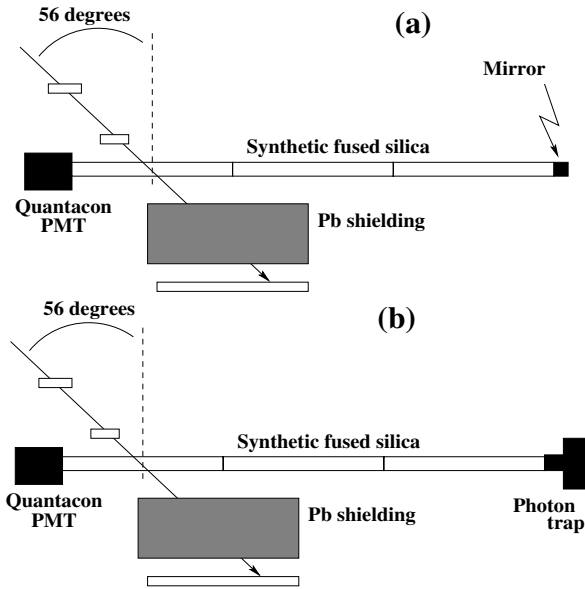 56 degrees
(a)
Mirror
Synthetic fused silica
Quantacon
PMT
Pb shielding
56 degrees
(b)
Synthetic fused silica
Quantacon
PMT
Pb shielding
Photon
trap